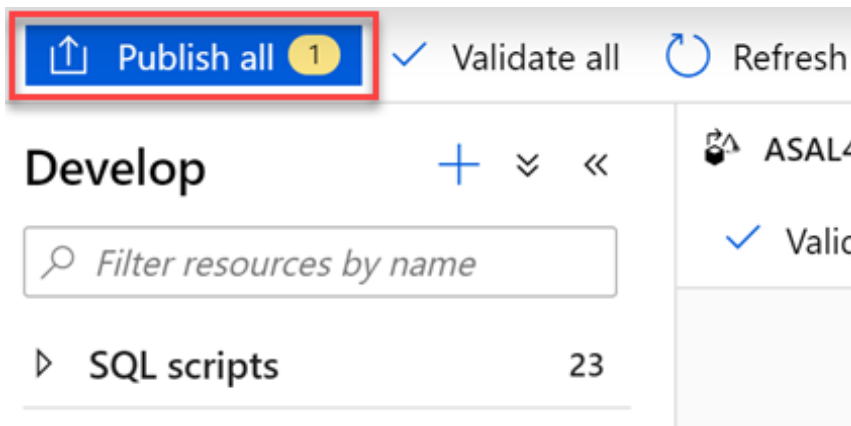 Publish all 1 Validate all Refresh
Develop
ASAL4
Filter resources by name
Valid
SQL scripts 23